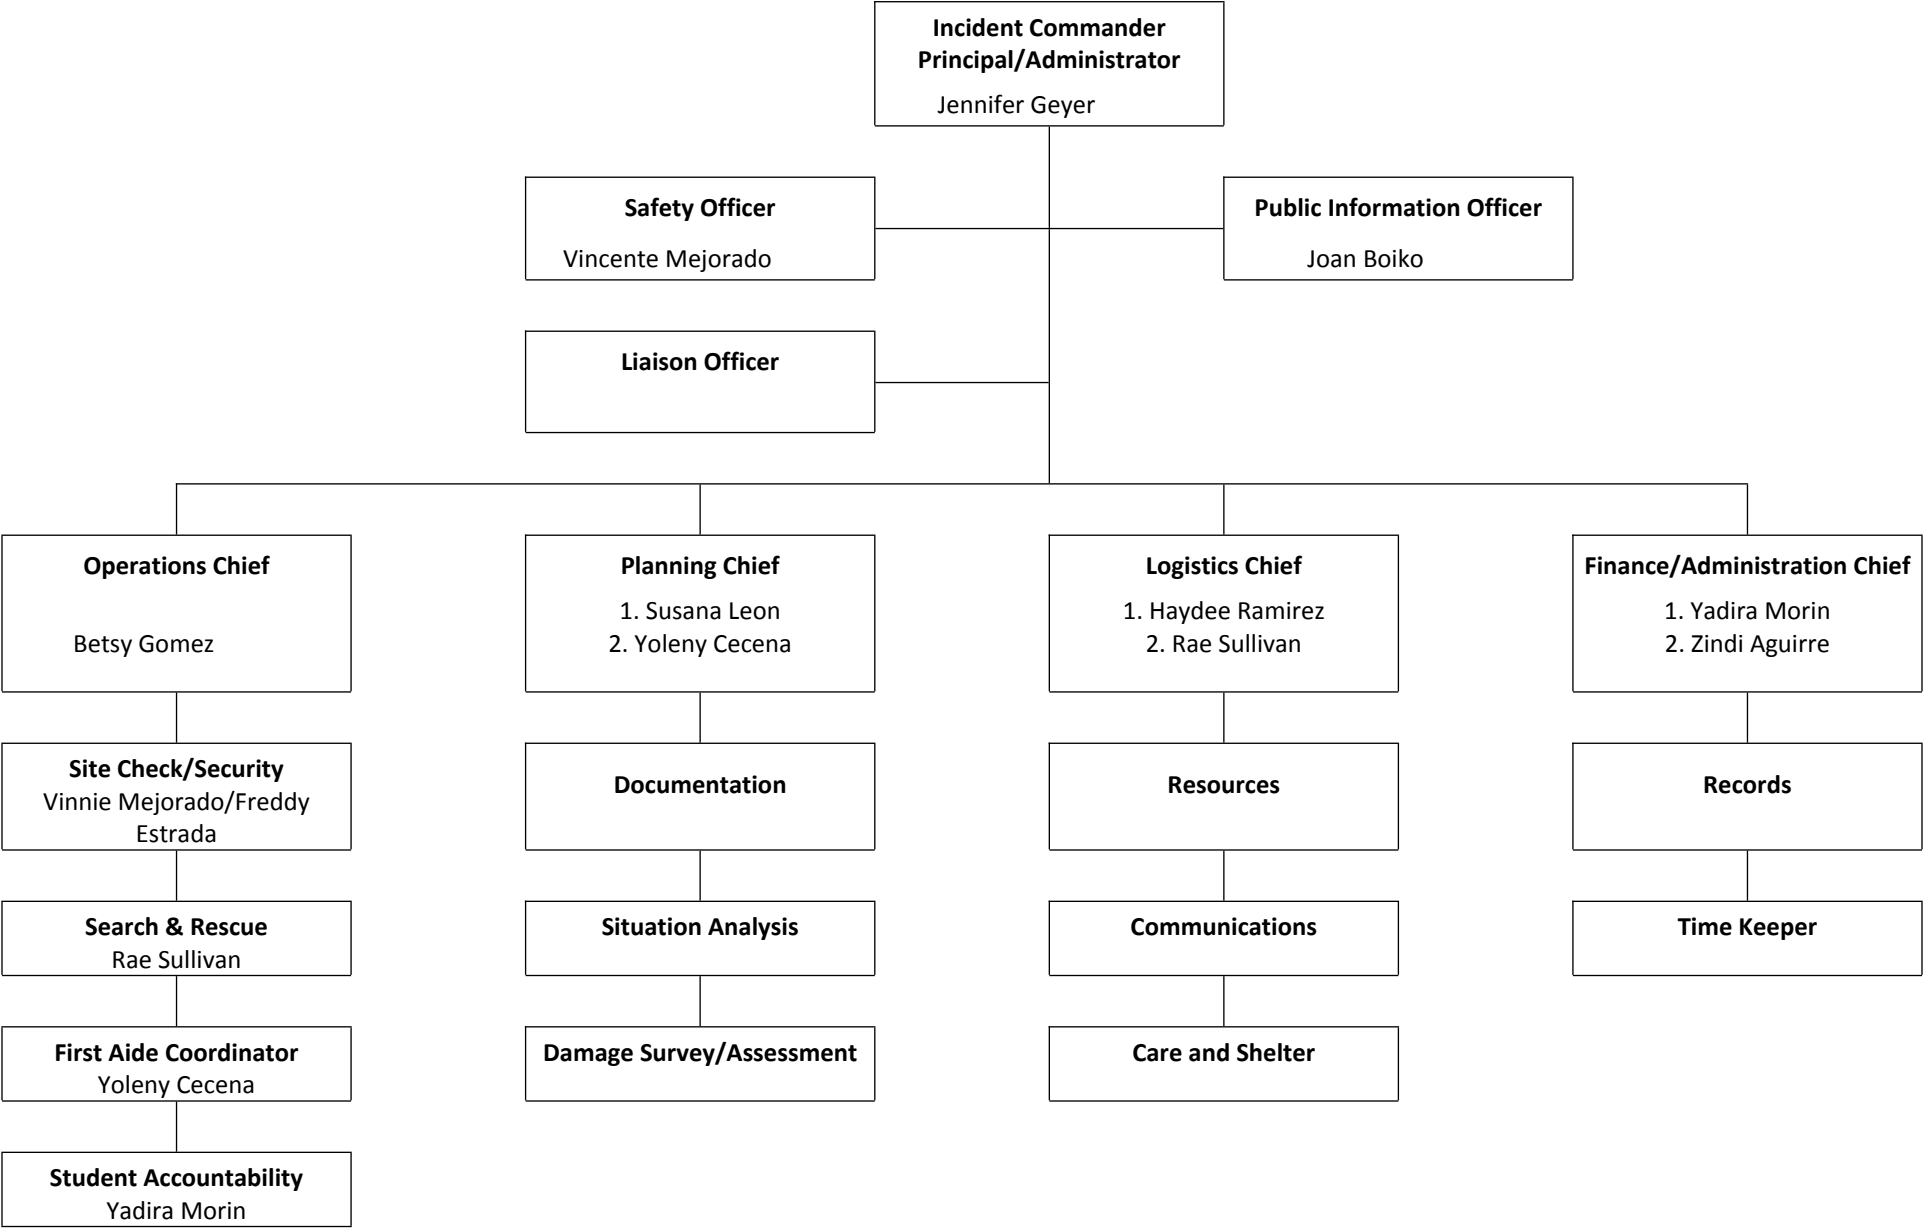 Incident Commander
Principal/Administrator
Jennifer Geyer
Safety Officer
Vincente Mejorado
Public Information Officer
Joan Boiko
Liaison Officer
Operations Chief
Betsy Gomez
Planning Chief
1. Susana Leon
2. Yoleny Cecena
Logistics Chief
1. Haydee Ramirez
2. Rae Sullivan
Finance/Administration Chief
1. Yadira Morin
2. Zindi Aguirre
Site Check/Security
Vinnie Mejorado/Freddy
Estrada
Documentation
Resources
Records
Search & Rescue
Rae Sullivan
Situation Analysis
Communications
Time Keeper
First Aide Coordinator
Yoleny Cecena
Damage Survey/Assessment
Care and Shelter
Student Accountability
Yadira Morin